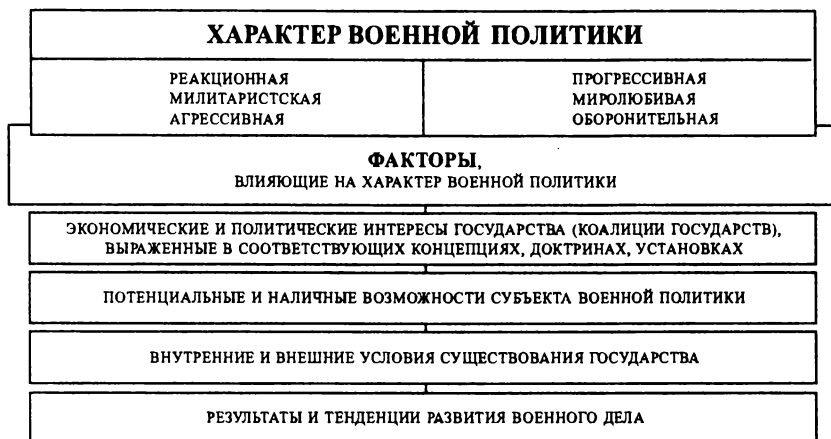 ХАРАКТЕР ВОЕННОЙ ПОЛИТИКИ
РЕАКЦИОННАЯ
МИЛИТАРИСТСКАЯ
АГРЕССИВНАЯ
ПРОГРЕССИВНАЯ
МИРОЛЮБИВАЯ
ОБОРОНИТЕЛЬНАЯ
ФАКТОРЫ,
ВЛИЯЮЩИЕ НА ХАРАКТЕР ВОЕННОЙ ПОЛИТИКИ
ЭКОНОМИЧЕСКИЕ И ПОЛИТИЧЕСКИЕ ИНТЕРЕСЫ ГОСУДАРСТВА (КОАЛИЦИИ ГОСУДАРСТВ),
ВЫРАЖЕННЫЕ В СООТВЕТСТВУЮЩИХ КОНЦЕПЦИЯХ, ДОКТРИНАХ, УСТАНОВКАХ
ПОТЕНЦИАЛЬНЫЕ И НАЛИЧНЫЕ ВОЗМОЖНОСТИ СУБЪЕКТА ВОЕННОЙ ПОЛИТИКИ
ВНУТРЕННИЕ И ВНЕШНИЕ УСЛОВИЯ СУЩЕСТВОВАНИЯ ГОСУДАРСТВА
РЕЗУЛЬТАТЫ И ТЕНДЕНЦИИ РАЗВИТИЯ ВОЕННОГО ДЕЛА